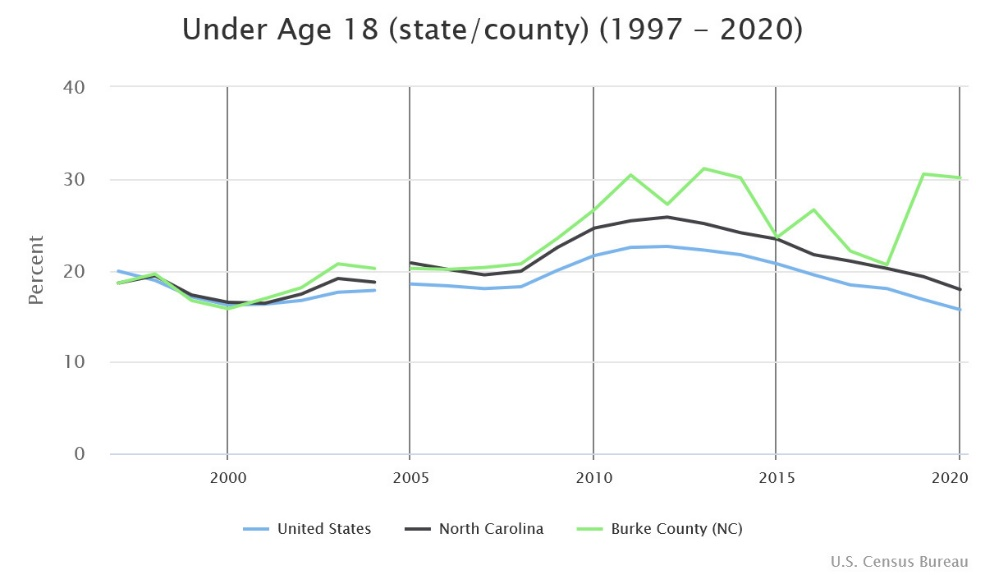 Under Age 18 (state/county) (1997 – 2020)
40
30
20
10
0
Percent
2000 2005 2010 2015 2020
United States North Carolina Burke County (NC)
U.S. Census Bureau